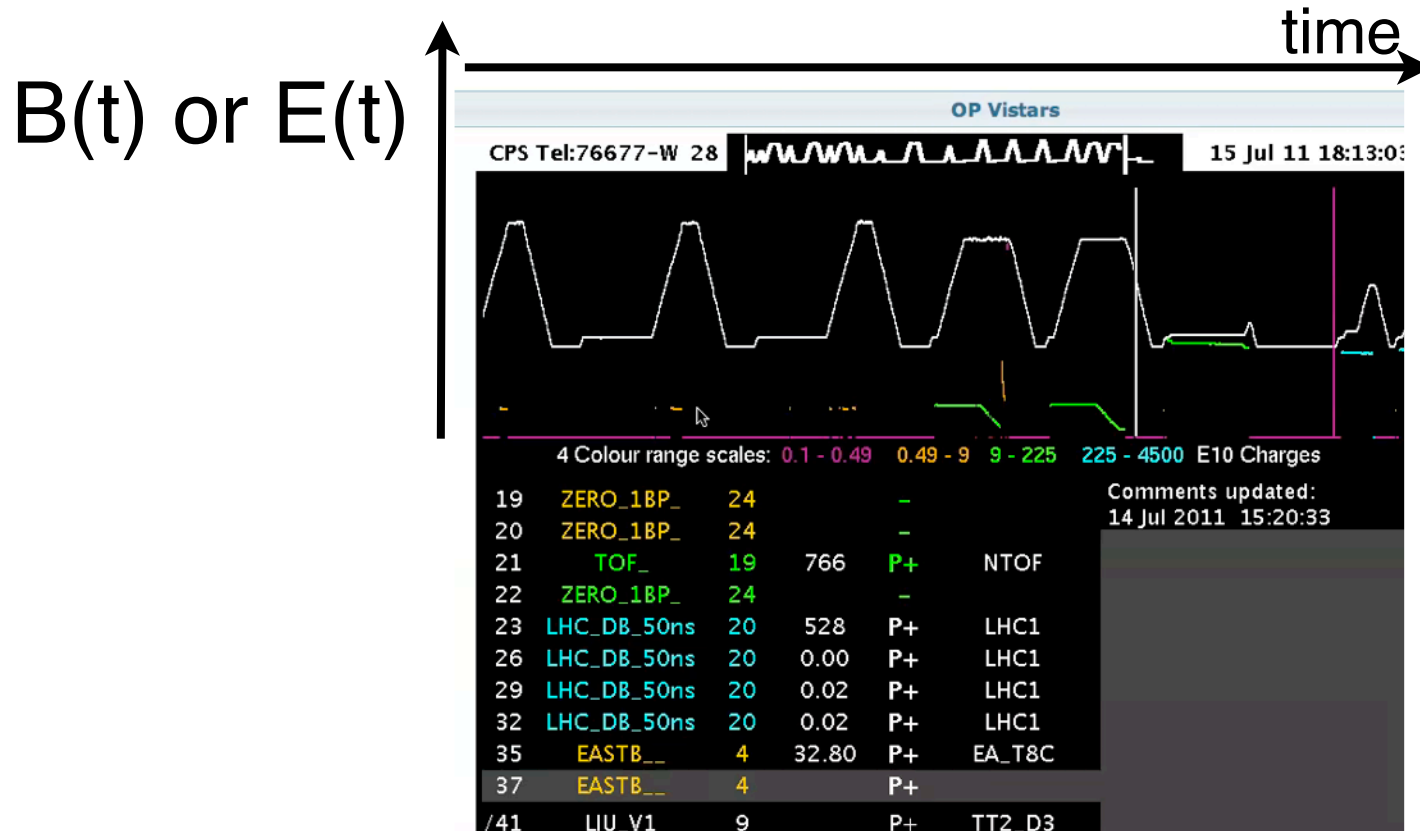 time
B(t) or E(t)
OP Vistars
CPS Tel:76677-W 28 15 Jul 11 18:13:03
4 Colour range scales: 0.1 - 0.49 0.49 - 9 9 - 225 225 - 4500 E10 Charges
Comments updated:
14 Jul 2011 15:20:33
19 ZERO_1BP_ 24 -
20 ZERO_1BP_ 24 -
21 TOF_ 19 766 P+ NTOF
22 ZERO_1BP_ 24 -
23 LHC_DB_50ns 20 528 P+ LHC1
26 LHC_DB_50ns 20 0.00 P+ LHC1
29 LHC_DB_50ns 20 0.02 P+ LHC1
32 LHC_DB_50ns 20 0.02 P+ LHC1
35 EASTB__ 4 32.80 P+ EA_T8C
37 EASTB__ 4 P+
/41 LIU_V1 9 P+ TT2_D3